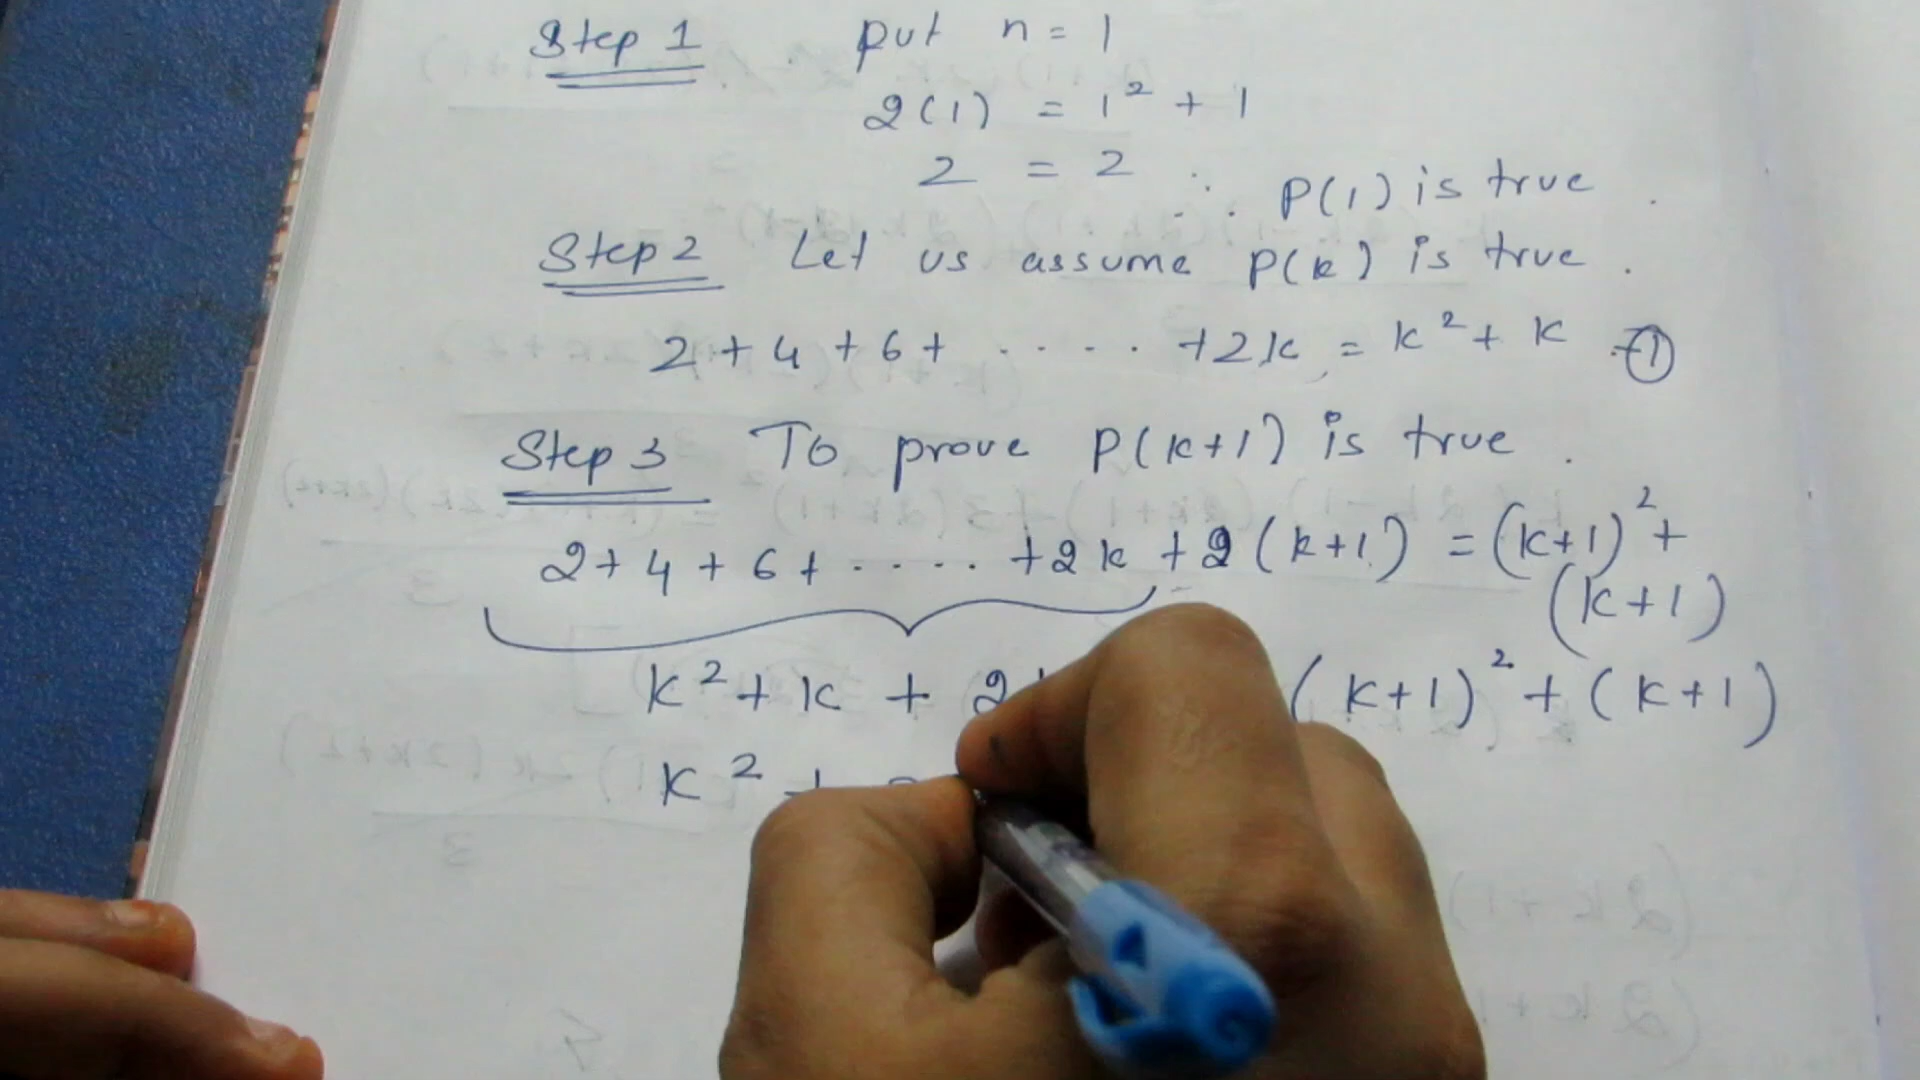 Step 1 put n = 1
2(1) = 1² + 1
2 = 2 ∴ P(1) is true.
Step 2 Let us assume P(k) is true.
2 + 4 + 6 + ..... + 2k = k² + k -①
Step 3 To prove P(k+1) is true.
2 + 4 + 6 + ..... + 2k + 2(k+1) = (k+1)² +
(k+1)
k² + k + 2 (k+1)² + (k+1)
k² +